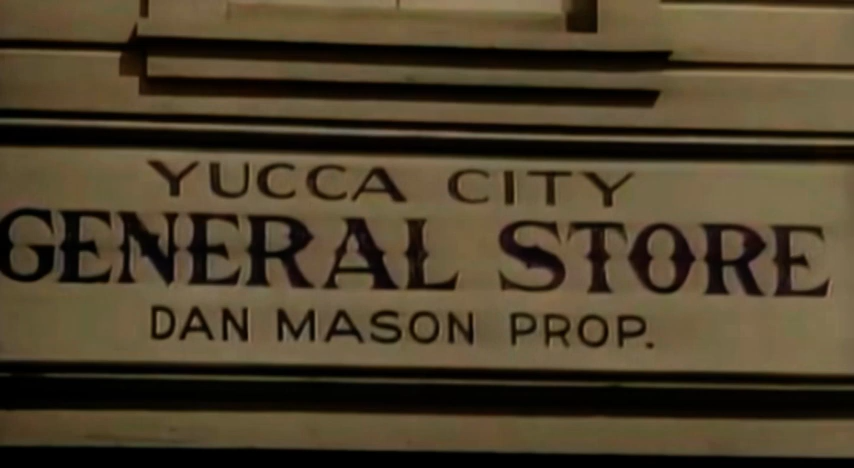 YUCCA CITY
GENERAL STORE
DAN MASON PROP.